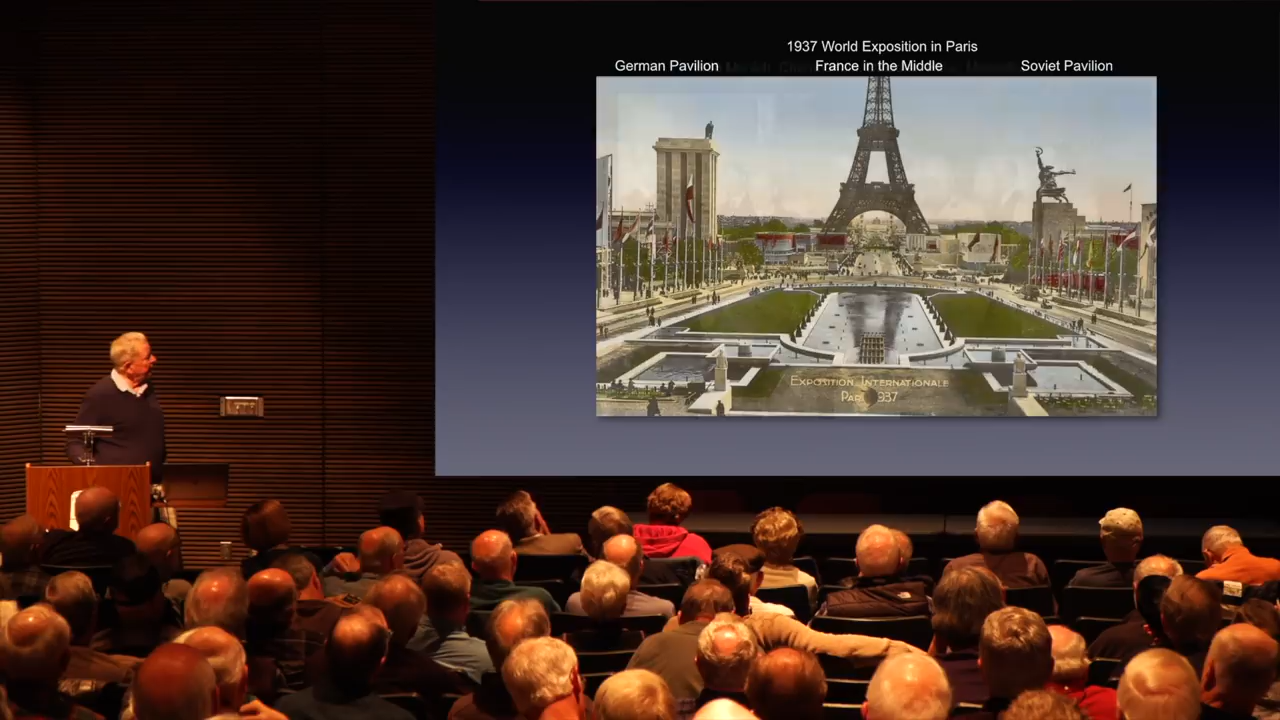 1937 World Exposition in Paris
German Pavilion France in the Middle Soviet Pavilion
EXPOSITION INTERNATIONALE